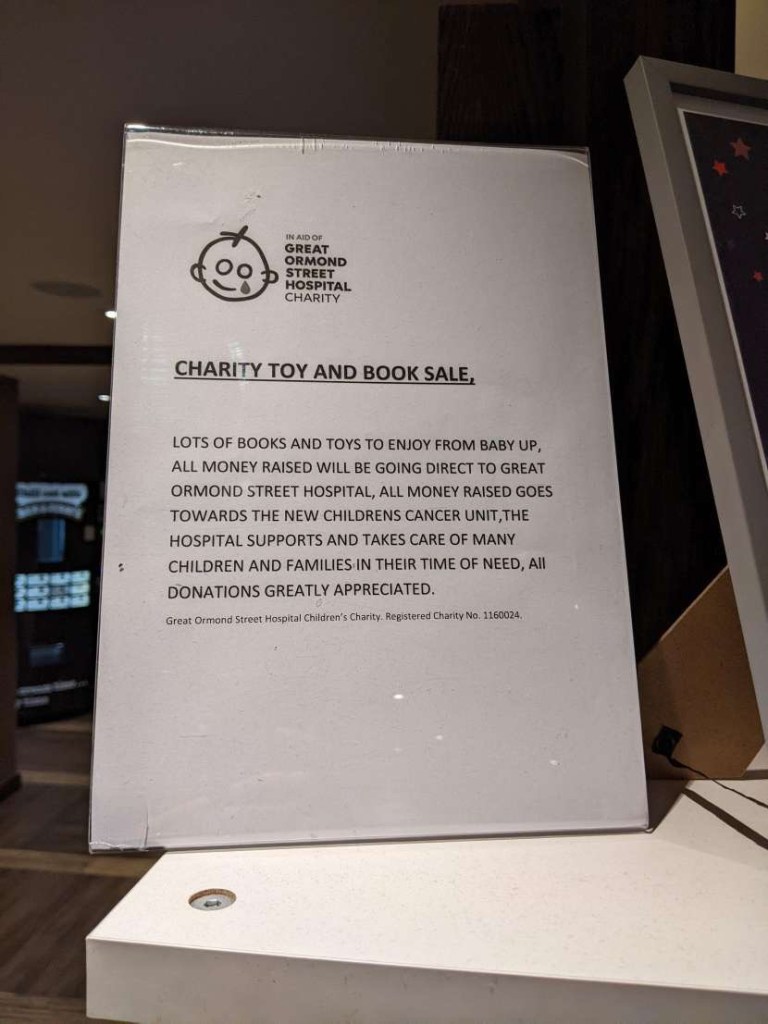 IN AID OF
GREAT
ORMOND
STREET
HOSPITAL
CHARITY
CHARITY TOY AND BOOK SALE,
LOTS OF BOOKS AND TOYS TO ENJOY FROM BABY UP,
ALL MONEY RAISED WILL BE GOING DIRECT TO GREAT
ORMOND STREET HOSPITAL, ALL MONEY RAISED GOES
TOWARDS THE NEW CHILDRENS CANCER UNIT,THE
HOSPITAL SUPPORTS AND TAKES CARE OF MANY
CHILDREN AND FAMILIES IN THEIR TIME OF NEED, All
DONATIONS GREATLY APPRECIATED.
Great Ormond Street Hospital Children's Charity. Registered Charity No. 1160024.